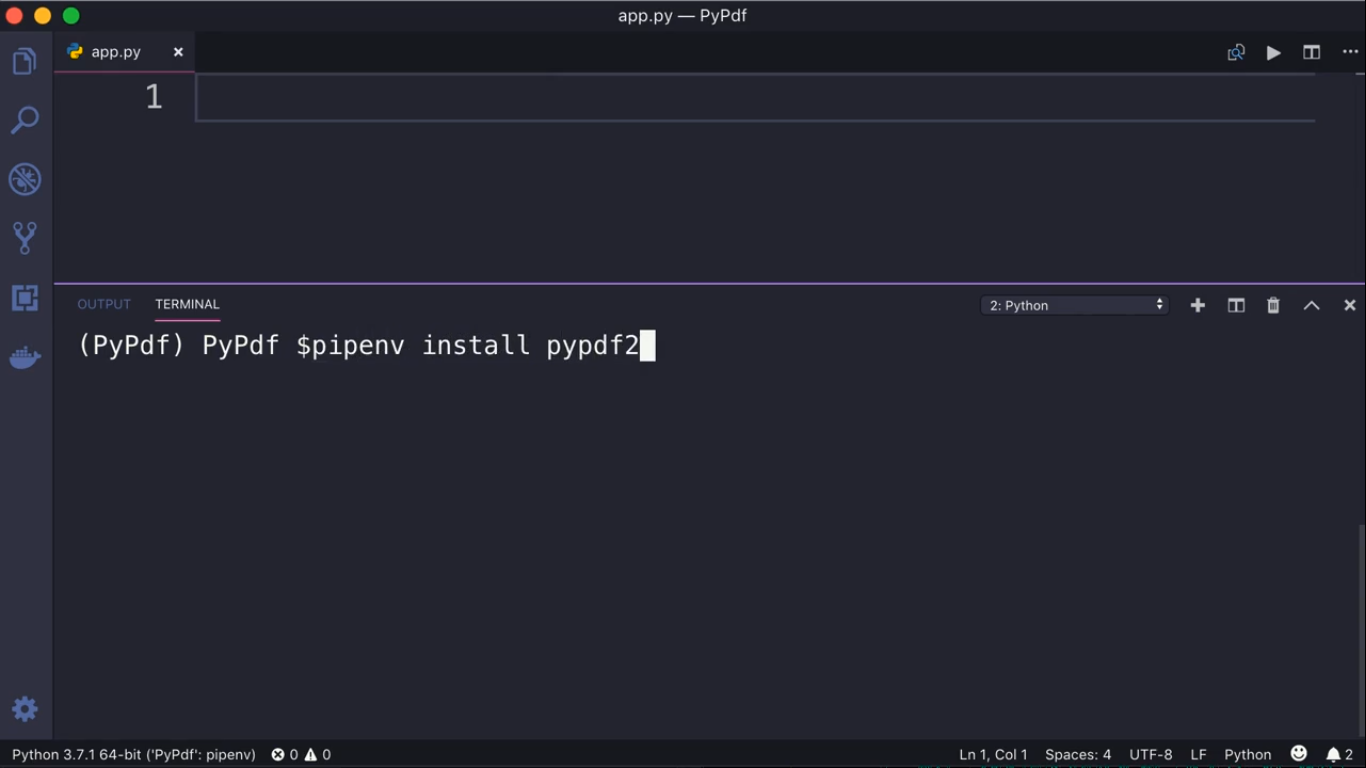 app.py — PyPdf
app.py
1
OUTPUT TERMINAL 2: Python
(PyPdf) PyPdf $pipenv install pypdf2
Python 3.7.1 64-bit ('PyPdf': pipenv) 0 0 Ln 1, Col 1 Spaces: 4 UTF-8 LF Python 2